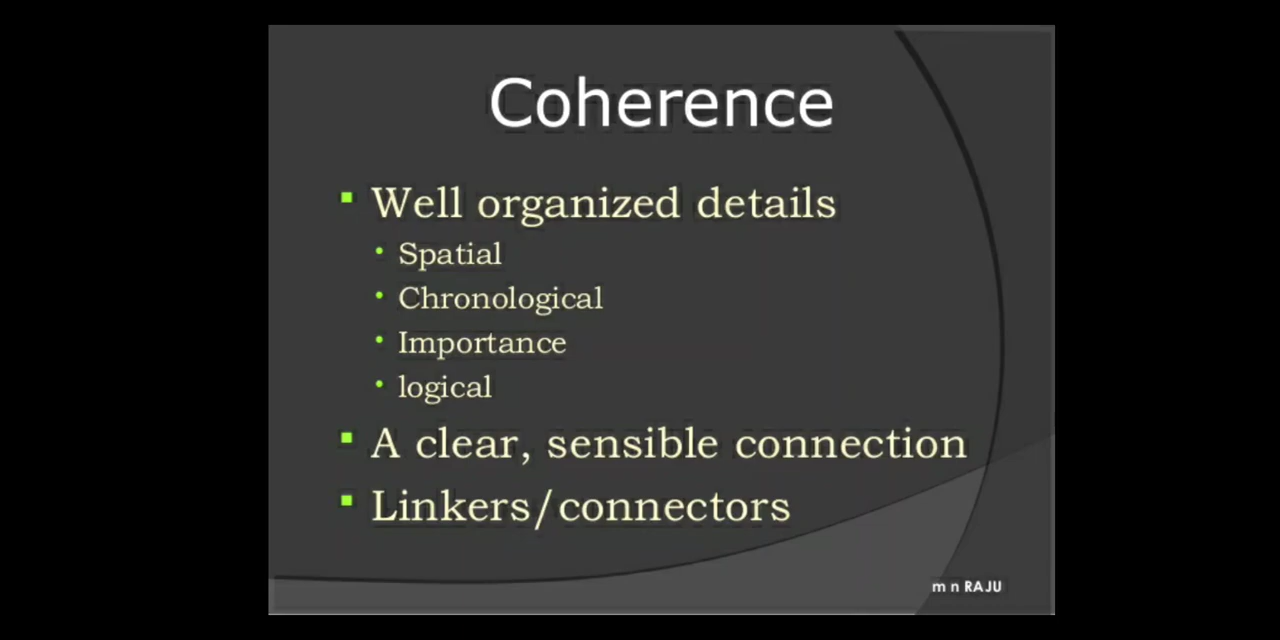 Coherence
Well organized details
Spatial
Chronological
Importance
logical
A clear, sensible connection
Linkers/connectors
m n RAJU